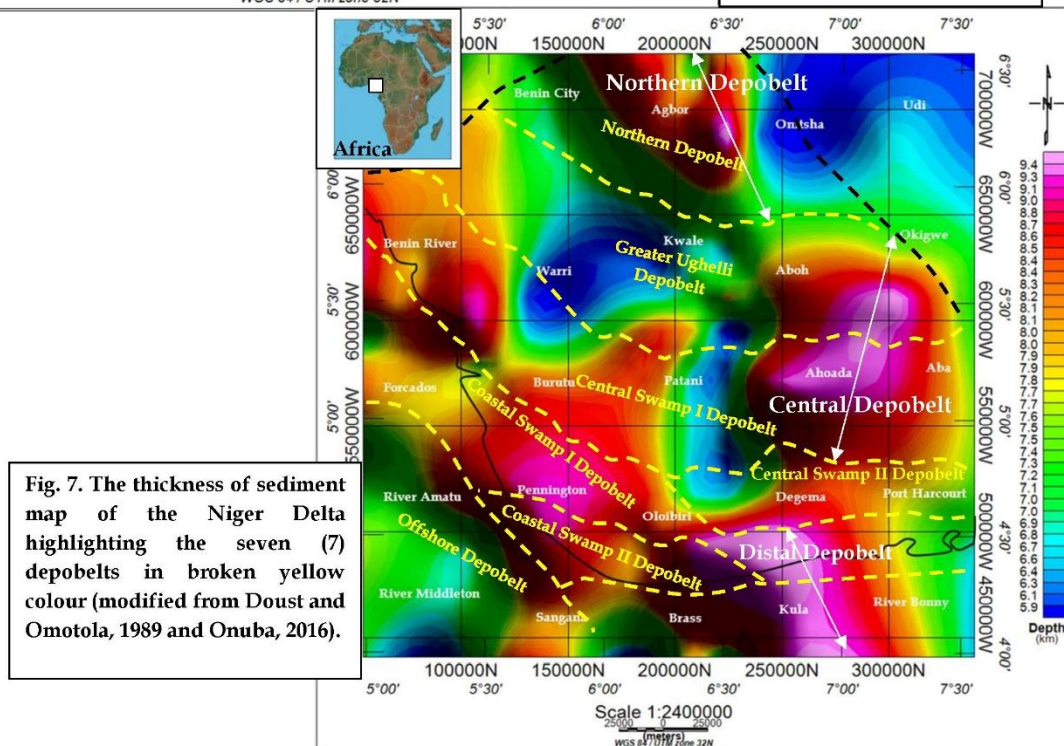 WGS 84 / UTM zone 32N
5°30' 6°00' 6°30' 7°00' 7°30'
00N 150000N 200000N 250000N 300000N
Africa
6°30'
700000W
6°00'
650000W
5°30'
600000W
5°00'
550000W
500000W
4°30'
450000W
4°00'
6°00'
650000W
5°30'
600000W
5°00'
550000W
Northern Depobelt
Benin City
Agbor
Onitsha
Udi
Northern Depobelt
Benin River
Kwale
Okigwe
Greater Ughelli
Depobelt
Warri
Aboh
Forcados
Burutu
Patani
Ahoada
Aba
Central Swamp I Depobelt
Coastal Swamp I Depobelt
Central Depobelt
Central Swamp II Depobelt
River Amatu
Pennington
Degema
Port Harcourt
Oloibiri
Coastal Swamp II Depobelt
Offshore Depobelt
Distal Depobelt
River Middleton
Sangana
Brass
Kula
River Bonny
100000N 150000N 200000N 250000N 300000N
5°00' 5°30' 6°00' 6°30' 7°00' 7°30'
Scale 1:2400000
25000 0 25000
(meters)
WGS 84 / UTM zone 32N
N
9.4
9.3
9.1
9.0
8.8
8.7
8.6
8.5
8.4
8.3
8.2
8.2
8.1
8.0
8.0
7.9
7.9
7.8
7.8
7.7
7.6
7.6
7.5
7.4
7.3
7.2
7.1
7.0
7.0
6.9
6.8
6.7
6.6
6.4
6.3
6.1
5.9
Depth
(km)
Fig. 7. The thickness of sediment
map of the Niger Delta
highlighting the seven (7)
depobelts in broken yellow
colour (modified from Doust and
Omotola, 1989 and Onuba, 2016).